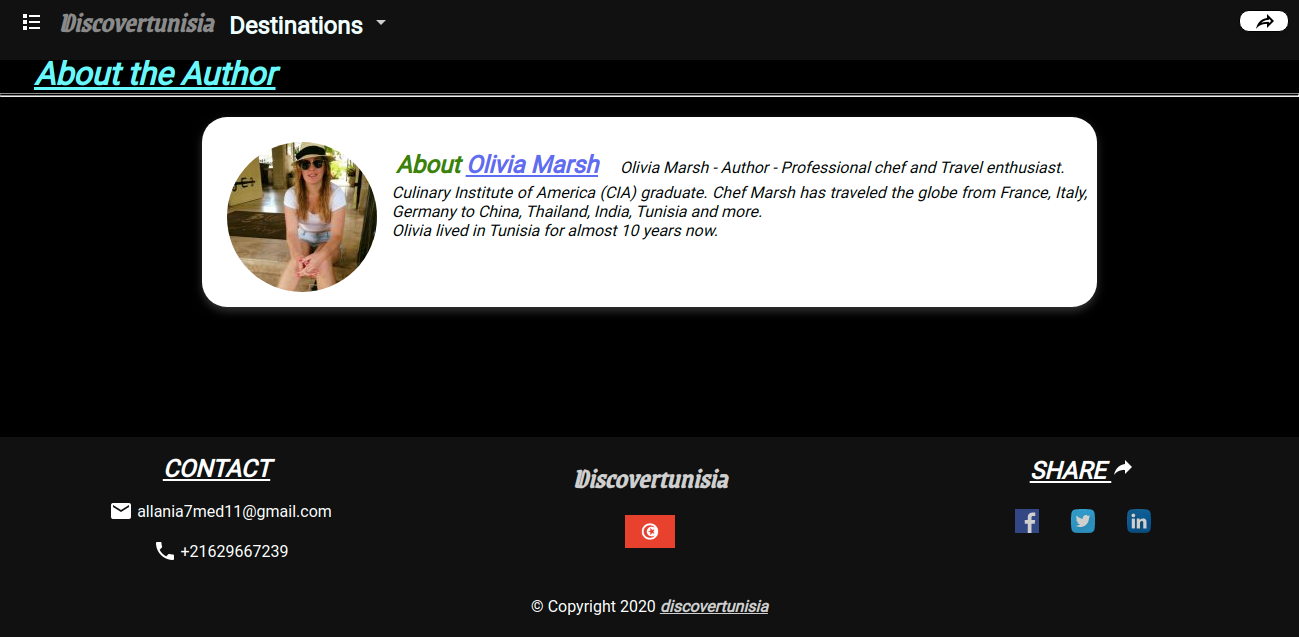 Discovertunisia Destinations
About the Author
About Olivia Marsh Olivia Marsh - Author - Professional chef and Travel enthusiast.
Culinary Institute of America (CIA) graduate. Chef Marsh has traveled the globe from France, Italy,
Germany to China, Thailand, India, Tunisia and more.
Olivia lived in Tunisia for almost 10 years now.
CONTACT
allania7med11@gmail.com
+21629667239
Discovertunisia
SHARE
© Copyright 2020 discovertunisia